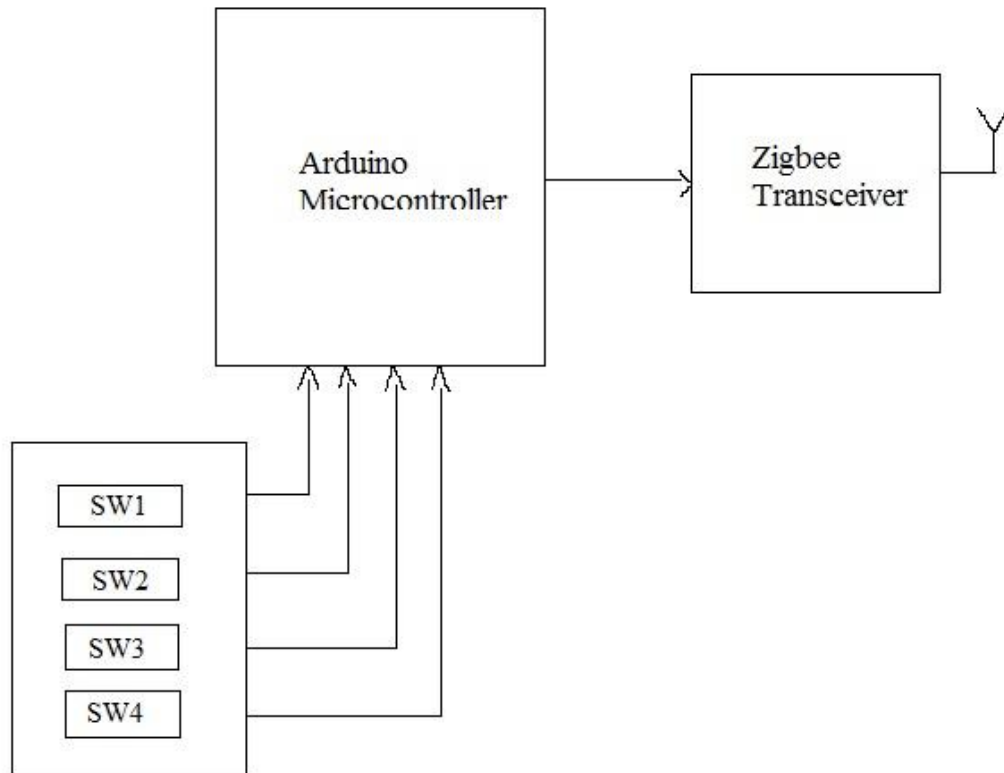 Arduino
Microcontroller
Zigbee
Transceiver
SW1
SW2
SW3
SW4